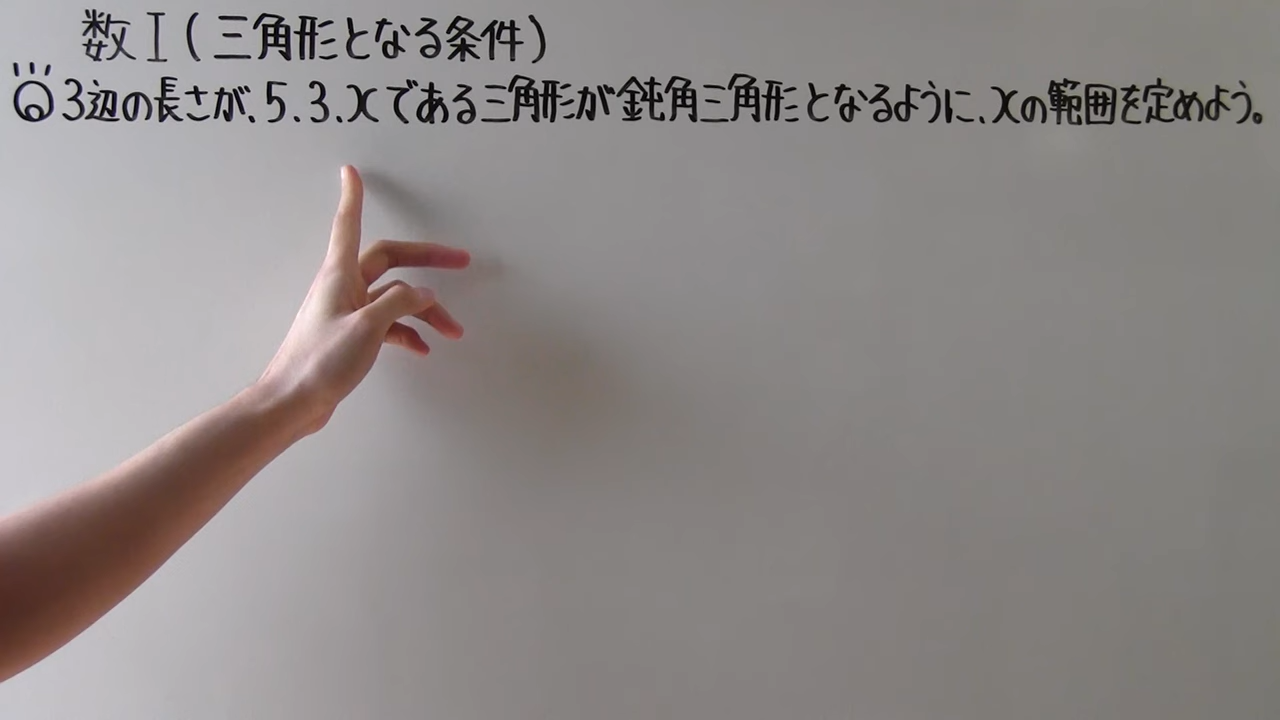 数Ⅰ(三角形となる条件)
Q 3辺の長さが、5、3、xである三角形が鈍角三角形となるように、xの範囲を定めよう。